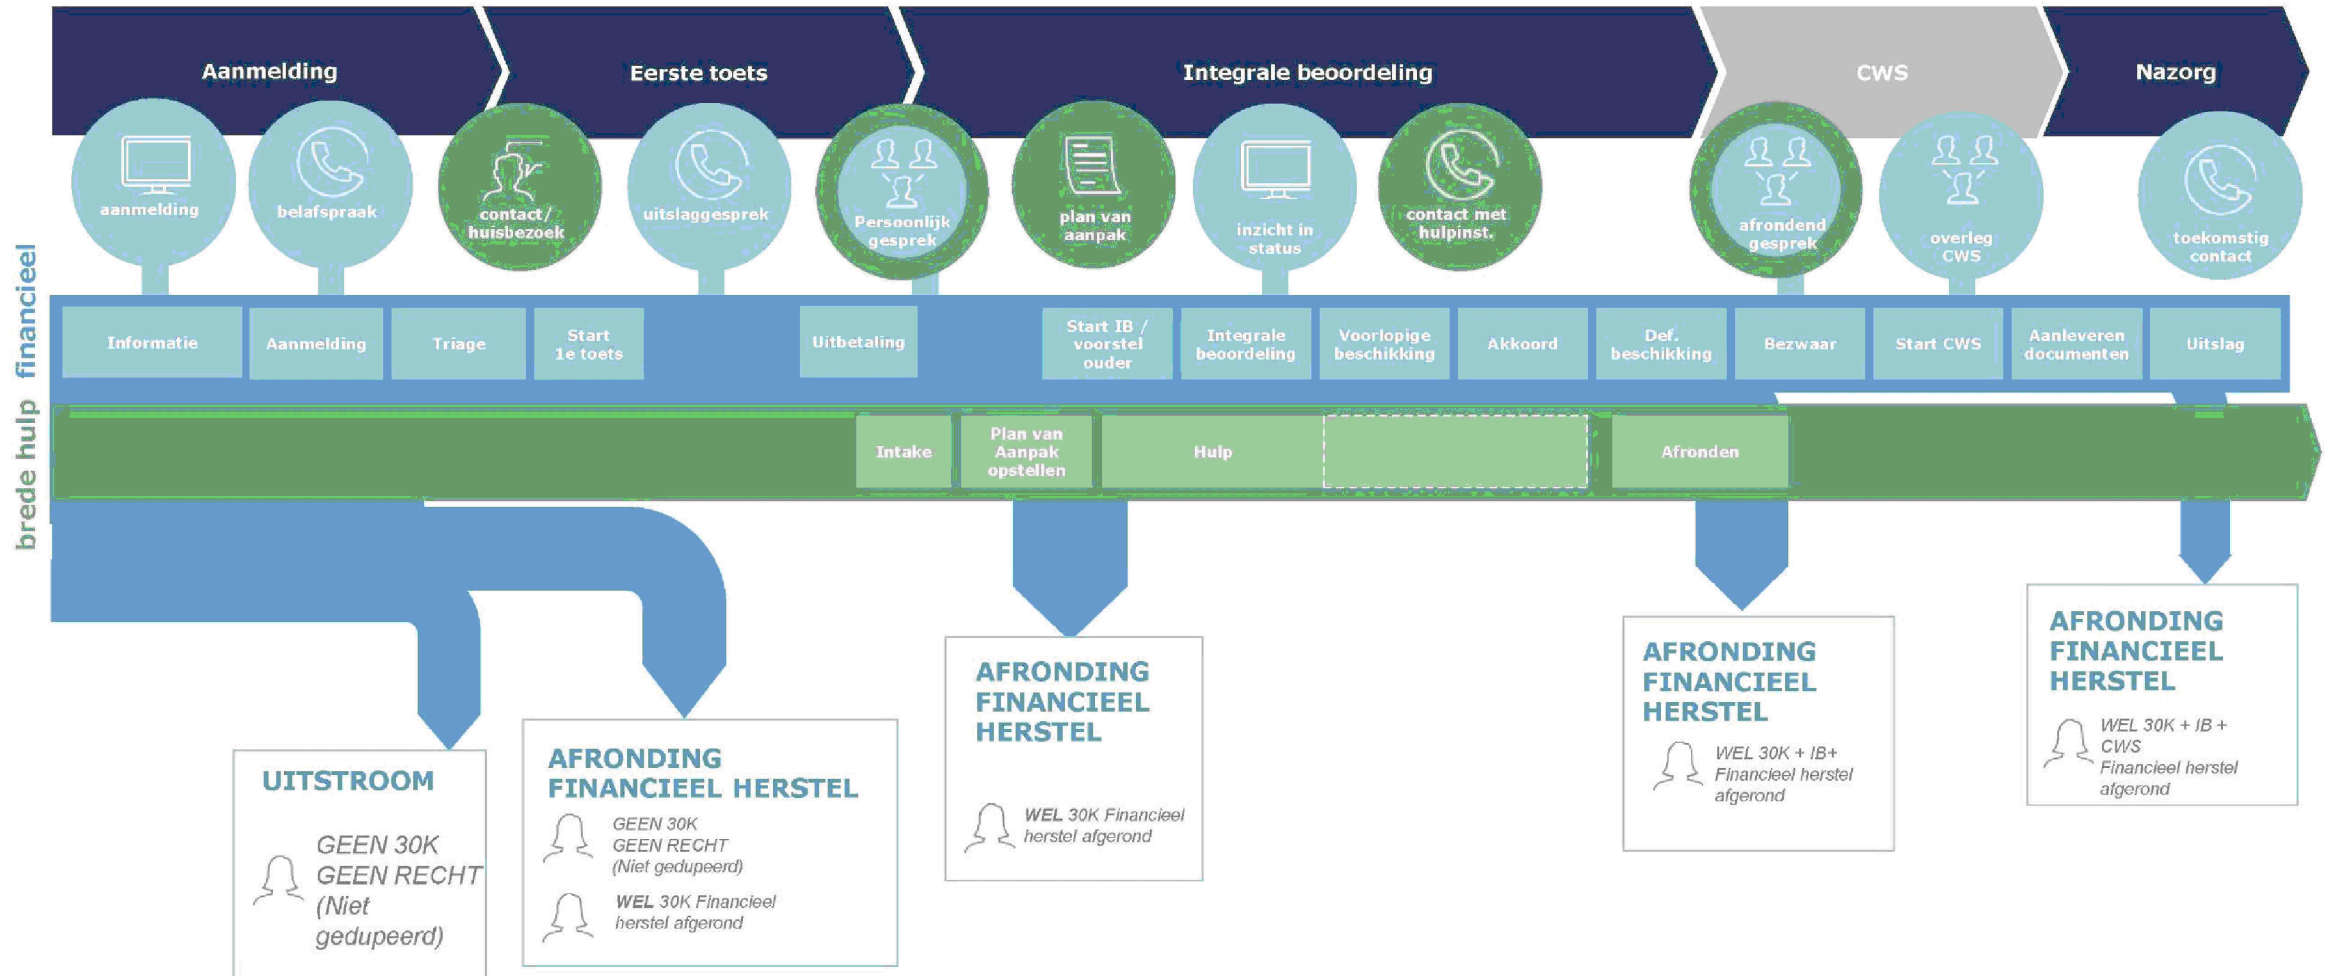 Aanmelding
Eerste toets
Integrale beoordeling
CWS
Nazorg
aanmelding
belafspraak
contact/
huisbezoek
uitslaggesprek
Persoonlijk
gesprek
plan van
aanpak
inzicht in
status
contact met
hulpinst.
afrondend
gesprek
overleg
CWS
toekomstig
contact
financieel
Informatie
Aanmelding
Triage
Start
1e toets
Uitbetaling
Start IB /
voorstel
ouder
Integrale
beoordeling
Voorlopige
beschikking
Akkoord
Def.
beschikking
Bezwaar
Start CWS
Aanleveren
documenten
Uitslag
brede hulp
Intake
Plan van
Aanpak
opstellen
Hulp
Afronden
UITSTROOM
GEEN 30K
GEEN RECHT
(Niet
gedupeerd)
AFRONDING
FINANCIEEL HERSTEL
GEEN 30K
GEEN RECHT
(Niet gedupeerd)
WEL 30K Financieel
herstel afgerond
AFRONDING
FINANCIEEL
HERSTEL
WEL 30K Financieel
herstel afgerond
AFRONDING
FINANCIEEL
HERSTEL
WEL 30K + IB+
Financieel herstel
afgerond
AFRONDING
FINANCIEEL
HERSTEL
WEL 30K + IB +
CWS
Financieel herstel
afgerond